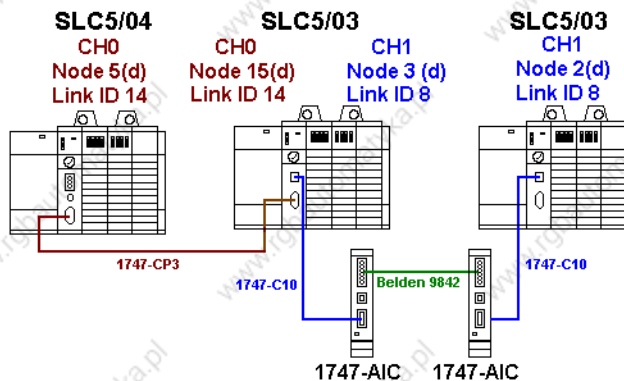 SLC5/04
CH0
Node 5(d)
Link ID 14
SLC5/03
CH0
Node 15(d)
Link ID 14
CH1
Node 3 (d)
Link ID 8
SLC5/03
CH1
Node 2(d)
Link ID 8
1747-CP3
1747-C10
Belden 9842
1747-C10
1747-AIC
1747-AIC